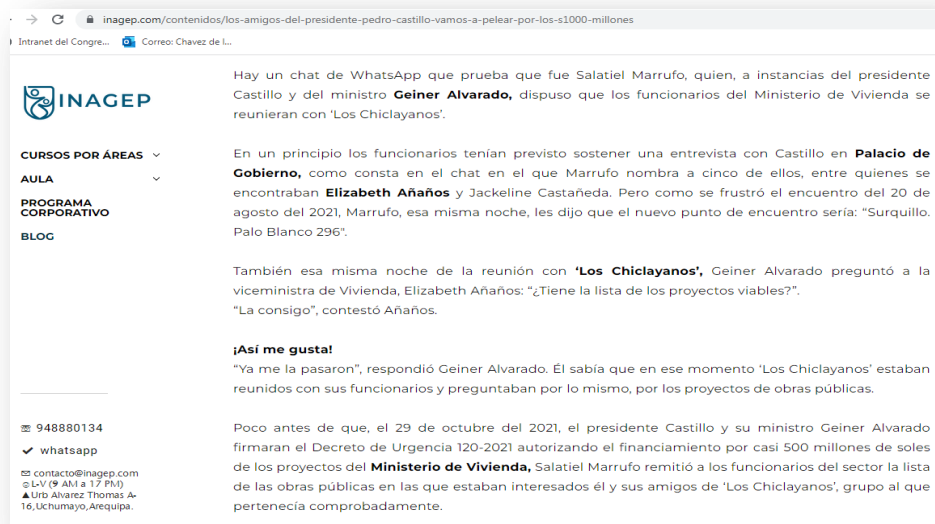 inagep.com/contenidos/los-amigos-del-presidente-pedro-castillo-vamos-a-pelear-por-los-s1000-millones
Intranet del Congre...
Correo: Chavez de l...
INAGEP
CURSOS POR ÁREAS
AULA
PROGRAMA
CORPORATIVO
BLOG
948880134
whatsapp
contacto@inagep.com
L-V (9 AM a 17 PM)
Urb Alvarez Thomas A-
16,Uchumayo,Arequipa.
Hay un chat de WhatsApp que prueba que fue Salatiel Marrufo, quien, a instancias del presidente
Castillo y del ministro Geiner Alvarado, dispuso que los funcionarios del Ministerio de Vivienda se
reunieran con ‘Los Chiclayanos’.
En un principio los funcionarios tenían previsto sostener una entrevista con Castillo en Palacio de
Gobierno, como consta en el chat en el que Marrufo nombra a cinco de ellos, entre quienes se
encontraban Elizabeth Añaños y Jackeline Castañeda. Pero como se frustró el encuentro del 20 de
agosto del 2021, Marrufo, esa misma noche, les dijo que el nuevo punto de encuentro sería: “Surquillo.
Palo Blanco 296".
También esa misma noche de la reunión con ‘Los Chiclayanos’, Geiner Alvarado preguntó a la
viceministra de Vivienda, Elizabeth Añaños: “¿Tiene la lista de los proyectos viables?”.
“La consigo”, contestó Añaños.
¡Así me gusta!
“Ya me la pasaron”, respondió Geiner Alvarado. Él sabía que en ese momento ‘Los Chiclayanos’ estaban
reunidos con sus funcionarios y preguntaban por lo mismo, por los proyectos de obras públicas.
Poco antes de que, el 29 de octubre del 2021, el presidente Castillo y su ministro Geiner Alvarado
firmaran el Decreto de Urgencia 120-2021 autorizando el financiamiento por casi 500 millones de soles
de los proyectos del Ministerio de Vivienda, Salatiel Marrufo remitió a los funcionarios del sector la lista
de las obras públicas en las que estaban interesados él y sus amigos de ‘Los Chiclayanos’, grupo al que
pertenecía comprobadamente.